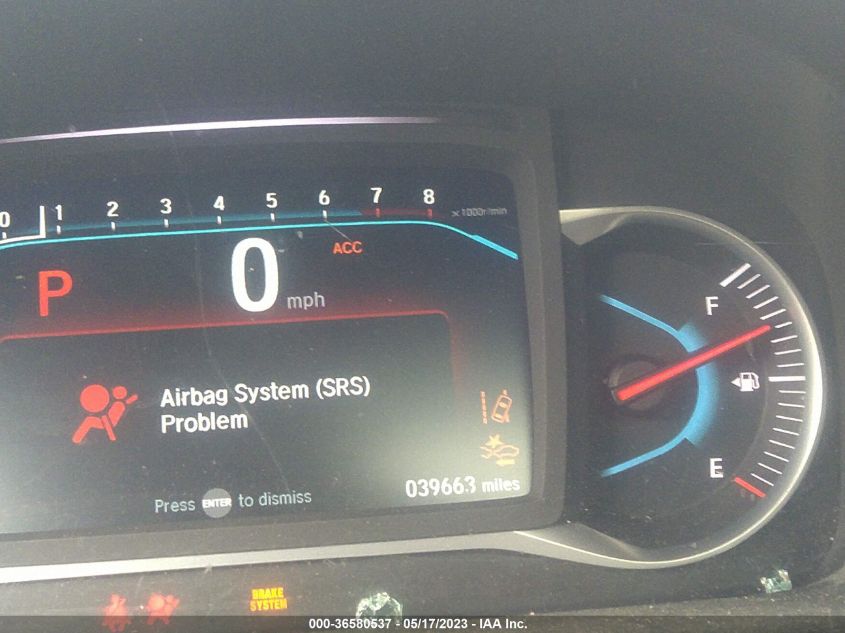 0 1 2 3 4 5 6 7 8 x1000r/min
ACC
P 0 mph
F
Airbag System (SRS)
Problem
E
039663 miles
Press ENTER to dismiss
BRAKE
SYSTEM
000-36580537 - 05/17/2023 - IAA Inc.